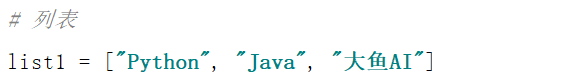 # 列表
list1 = ["Python", "Java", "大鱼AI"]